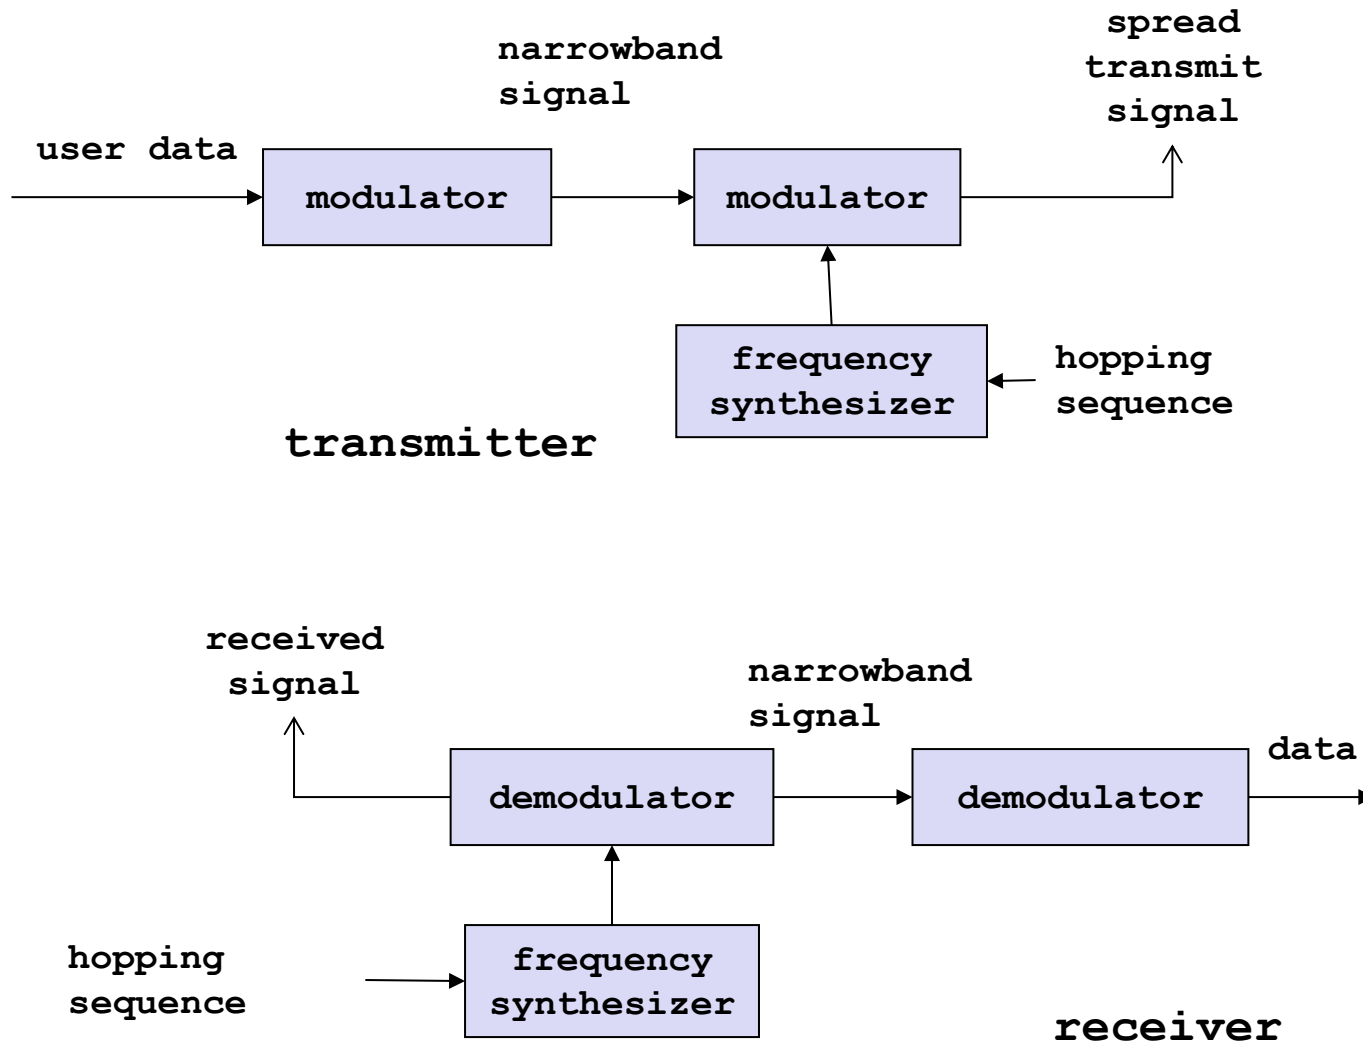 spread
transmit
signal
narrowband
signal
user data
modulator
modulator
frequency
synthesizer
hopping
sequence
transmitter
received
signal
narrowband
signal
data
demodulator
demodulator
hopping
sequence
frequency
synthesizer
receiver